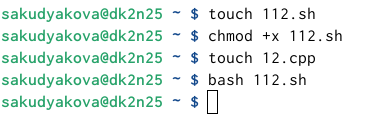 sakudyakova@dk2n25 ~ $ touch 112.sh
sakudyakova@dk2n25 ~ $ chmod +x 112.sh
sakudyakova@dk2n25 ~ $ touch 12.cpp
sakudyakova@dk2n25 ~ $ bash 112.sh
sakudyakova@dk2n25 ~ $